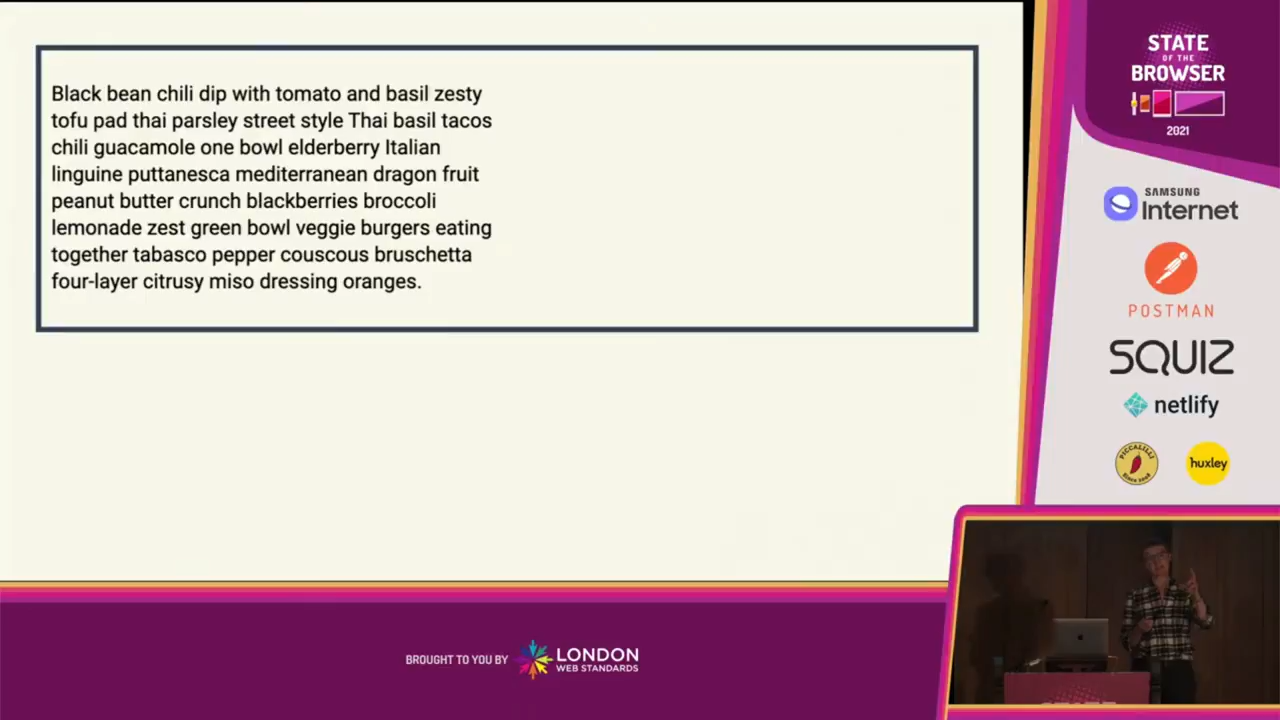 Black bean chili dip with tomato and basil zesty
tofu pad thai parsley street style Thai basil tacos
chili guacamole one bowl elderberry Italian
linguine puttanesca mediterranean dragon fruit
peanut butter crunch blackberries broccoli
lemonade zest green bowl veggie burgers eating
together tabasco pepper couscous bruschetta
four-layer citrusy miso dressing oranges.
STATE
OF THE
BROWSER
2021
SAMSUNG
Internet
POSTMAN
SQUIZ
netlify
PICCALILLI
huxley
BROUGHT TO YOU BY
LONDON
WEB STANDARDS